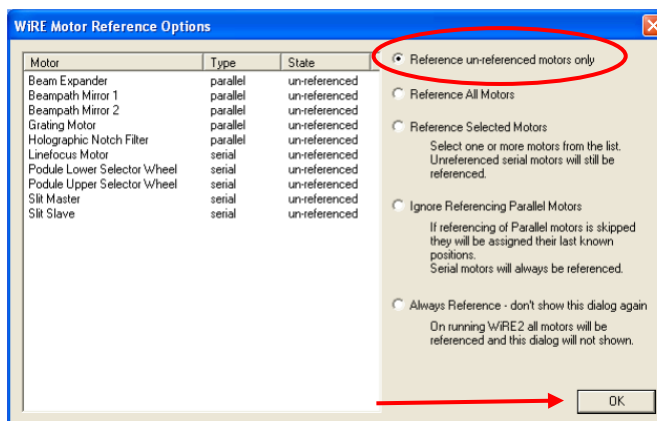 WiRE Motor Reference Options
Motor Type State
Beam Expander parallel un-referenced
Beampath Mirror 1 parallel un-referenced
Beampath Mirror 2 parallel un-referenced
Grating Motor parallel un-referenced
Holographic Notch Filter parallel un-referenced
Linefocus Motor serial un-referenced
Podule Lower Selector Wheel serial un-referenced
Podule Upper Selector Wheel serial un-referenced
Slit Master serial un-referenced
Slit Slave serial un-referenced
Reference un-referenced motors only
Reference All Motors
Reference Selected Motors
Select one or more motors from the list.
Unreferenced serial motors will still be
referenced.
Ignore Referencing Parallel Motors
If referencing of Parallel motors is skipped
they will be assigned their last known
positions.
Serial motors will always be referenced.
Always Reference - don't show this dialog again
On running WiRE2 all motors will be
referenced and this dialog will not shown.
OK